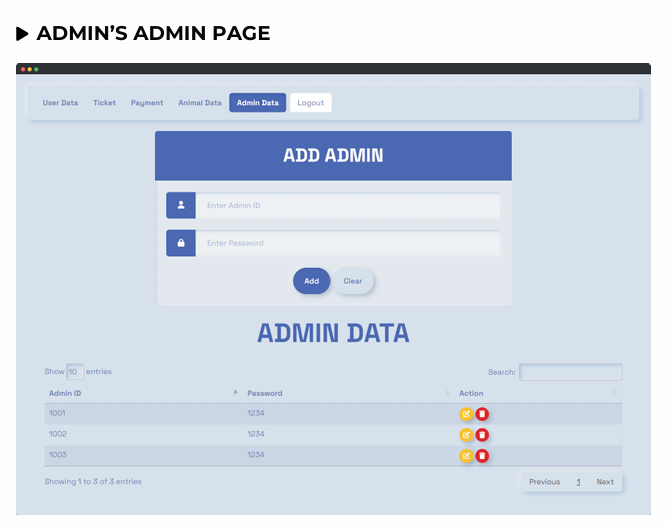 ADMIN'S ADMIN PAGE
User Data Ticket Payment Animal Data Admin Data Logout
ADD ADMIN
Enter Admin ID
Enter Password
Add Clear
ADMIN DATA
Show 10 entries Search:
Admin ID Password Action
1001 1234
1002 1234
1003 1234
Showing 1 to 3 of 3 entries Previous 1 Next